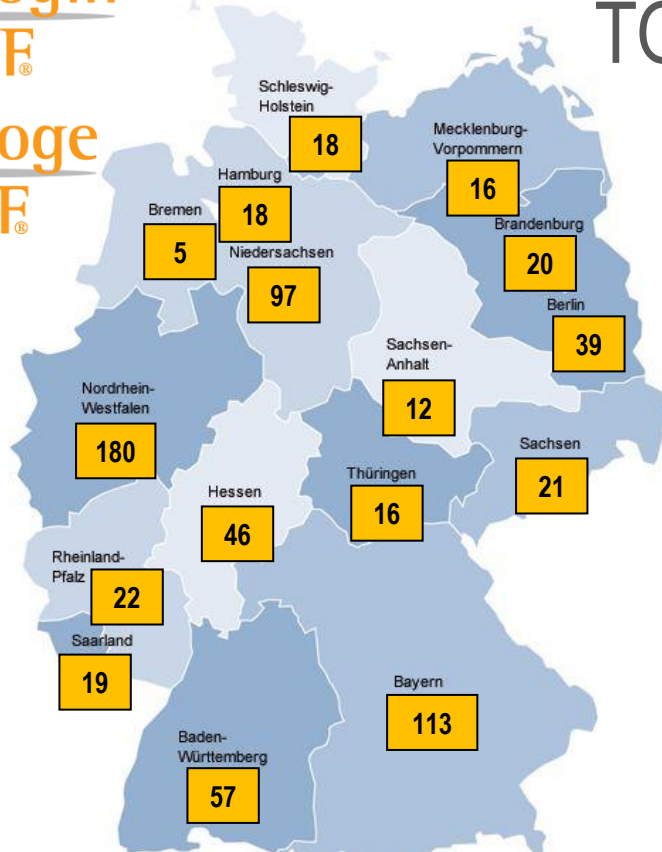 TO
F®
oge
F®
Schleswig-
Holstein
18
Mecklenburg-
Vorpommern
16
Hamburg
18
Bremen
5
Niedersachsen
97
Brandenburg
20
Berlin
39
Sachsen-
Anhalt
12
Nordrhein-
Westfalen
180
Sachsen
21
Thüringen
16
Hessen
46
Rheinland-
Pfalz
22
Saarland
19
Bayern
113
Baden-
Württemberg
57